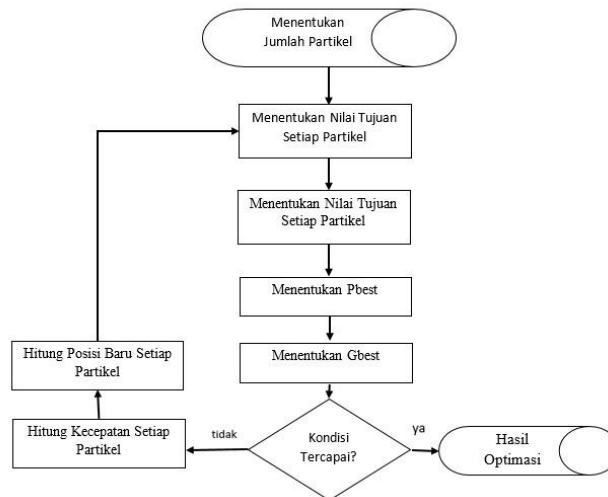 Menentukan
Jumlah Partikel
Menentukan Nilai Tujuan
Setiap Partikel
Menentukan Nilai Tujuan
Setiap Partikel
Menentukan Pbest
Menentukan Gbest
Hitung Posisi Baru Setiap
Partikel
Hitung Kecepatan Setiap
Partikel
tidak
Kondisi
Tercapai?
ya
Hasil
Optimasi